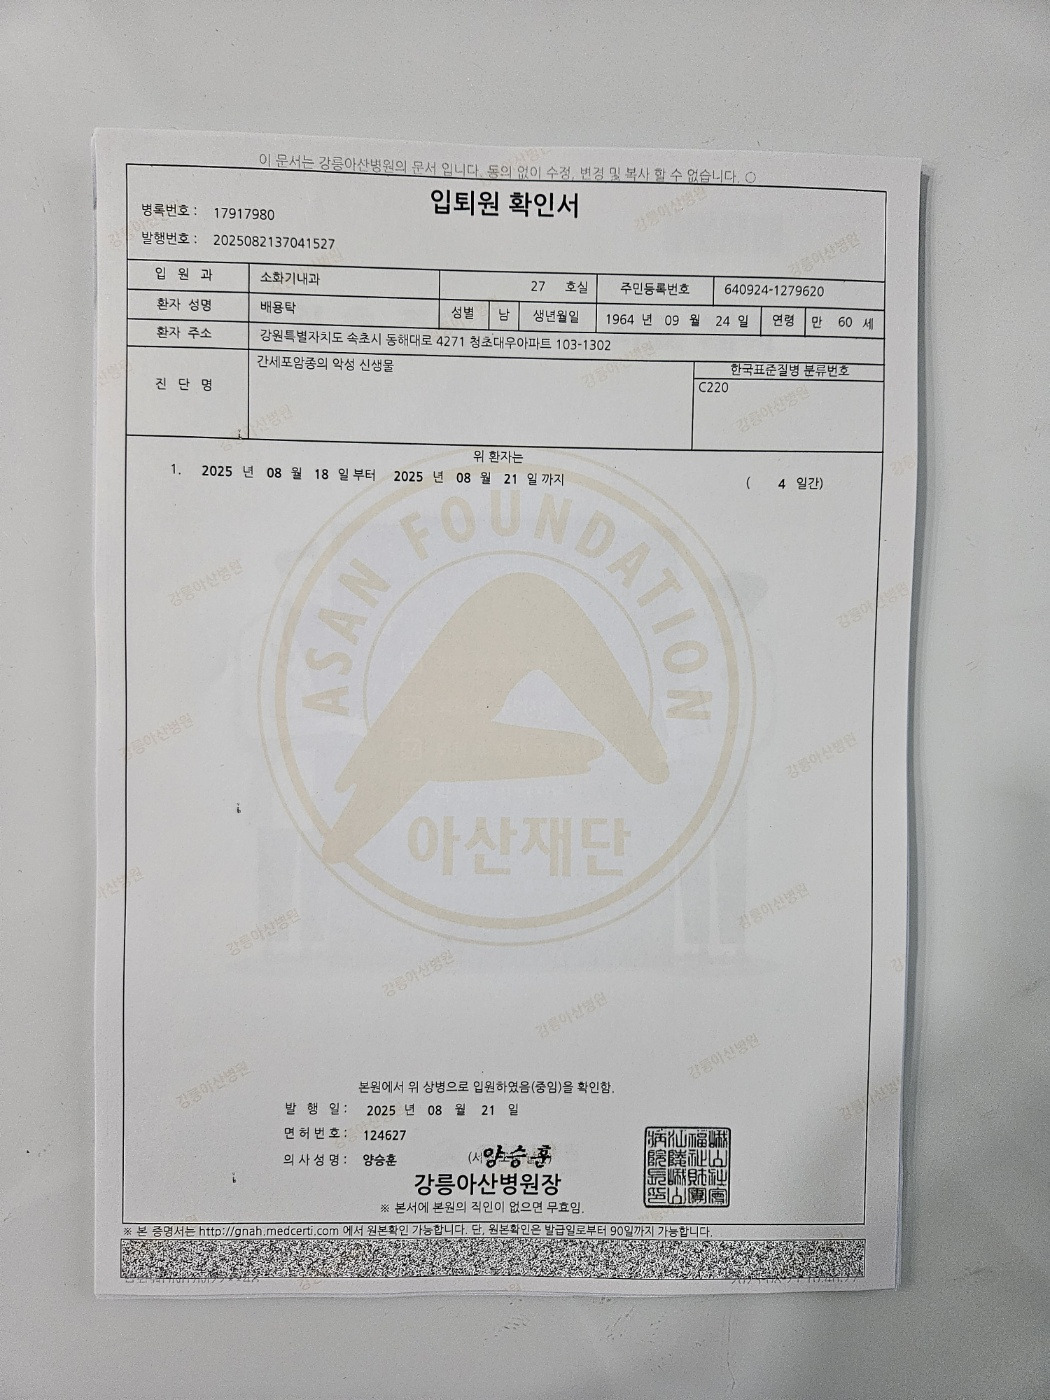 이 문서는 강릉아산병원의 문서 입니다. 동의 없이 수정, 변경 및 복사 할 수 없습니다.
입퇴원 확인서
병록번호 : 17917980
발행번호 : 2025082137041527
입 원 과 소화기내과 27 호실 주민등록번호 640924-1279620
환자 성명 배용탁 성별 남 생년월일 1964 년 09 월 24 일 연령 만 60 세
환자 주소 강원특별자치도 속초시 동해대로 4271 청초대우아파트 103-1302
진 단 명 간세포암종의 악성 신생물 한국표준질병 분류번호
C220
위 환자는
1. 2025 년 08 월 18 일 부터 2025 년 08 월 21 일 까지 ( 4 일간)
ASAN FOUNDATION
아산재단
강릉아산병원
본원에서 위 상병으로 입원하였음(중임)을 확인함.
발 행 일 : 2025 년 08 월 21 일
면허번호 : 124627
의사성명 : 양승훈 양승훈
강릉아산병원장
※ 본서에 본원의 직인이 없으면 무효임.
※ 본 증명서는 http://gnah.medcerti.com 에서 원본확인 가능합니다. 단, 원본확인은 발급일로부터 90일까지 가능합니다.